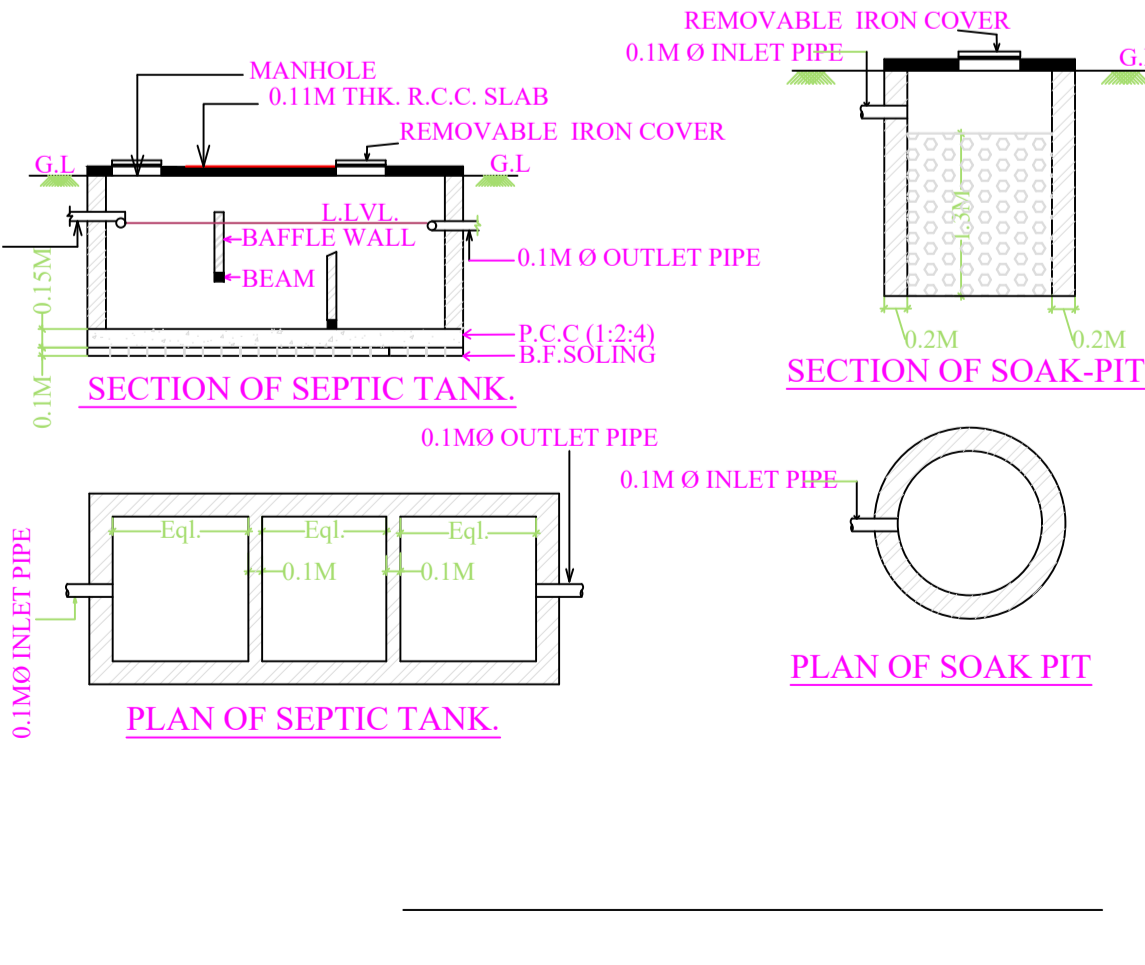 MANHOLE
0.11M THK. R.C.C. SLAB
REMOVABLE IRON COVER
G.L
G.L
L.LVL.
BAFFLE WALL
BEAM
0.1M Ø OUTLET PIPE
0.15M
P.C.C (1:2:4)
B.F.SOLING
0.1M
SECTION OF SEPTIC TANK.
REMOVABLE IRON COVER
0.1M Ø INLET PIPE
G.
1.3M
0.2M
0.2M
SECTION OF SOAK-PIT
0.1MØ OUTLET PIPE
0.1MØ INLET PIPE
Eql.
Eql.
Eql.
0.1M
0.1M
PLAN OF SEPTIC TANK.
0.1M Ø INLET PIPE
PLAN OF SOAK PIT